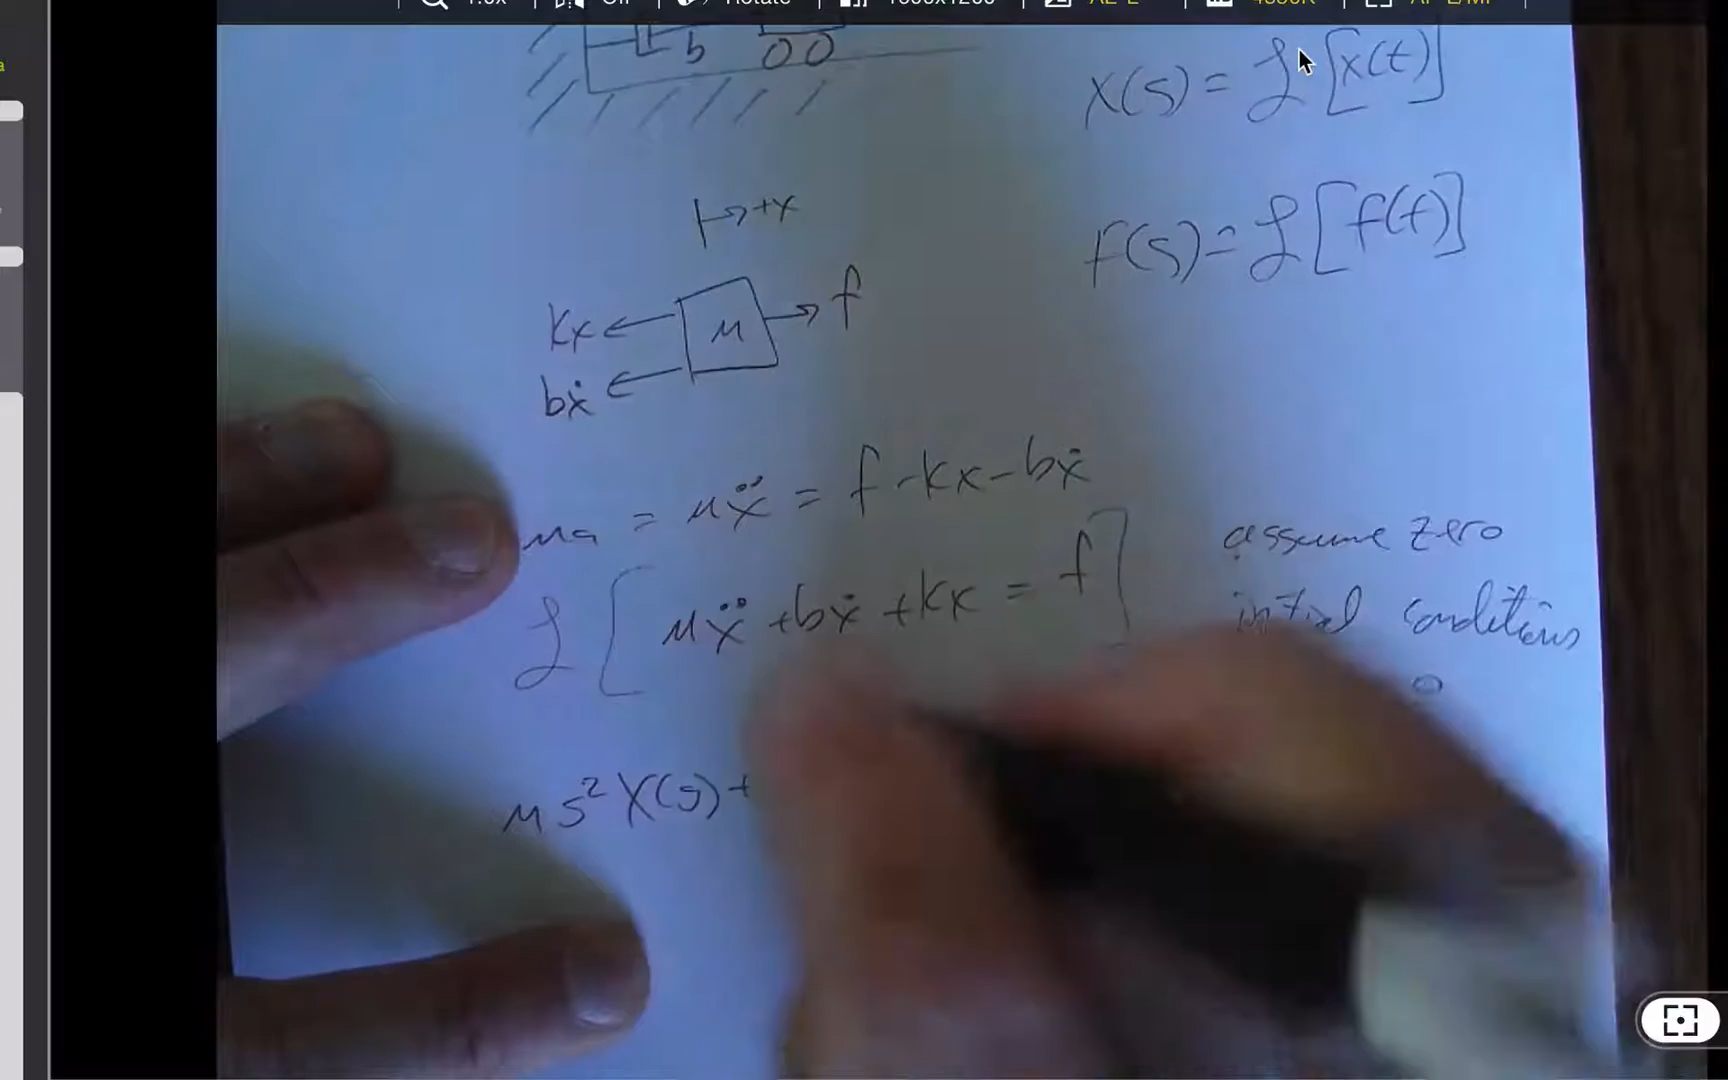 b
X(s) = ℒ[x(t)]
F(s) = ℒ[f(t)]
+x
kx
M
f
bẋ
ma = mẍ = f - kx - bẋ
ℒ[mẍ + bẋ + kx = f]
assume zero
initial conditions
ms²X(s) +